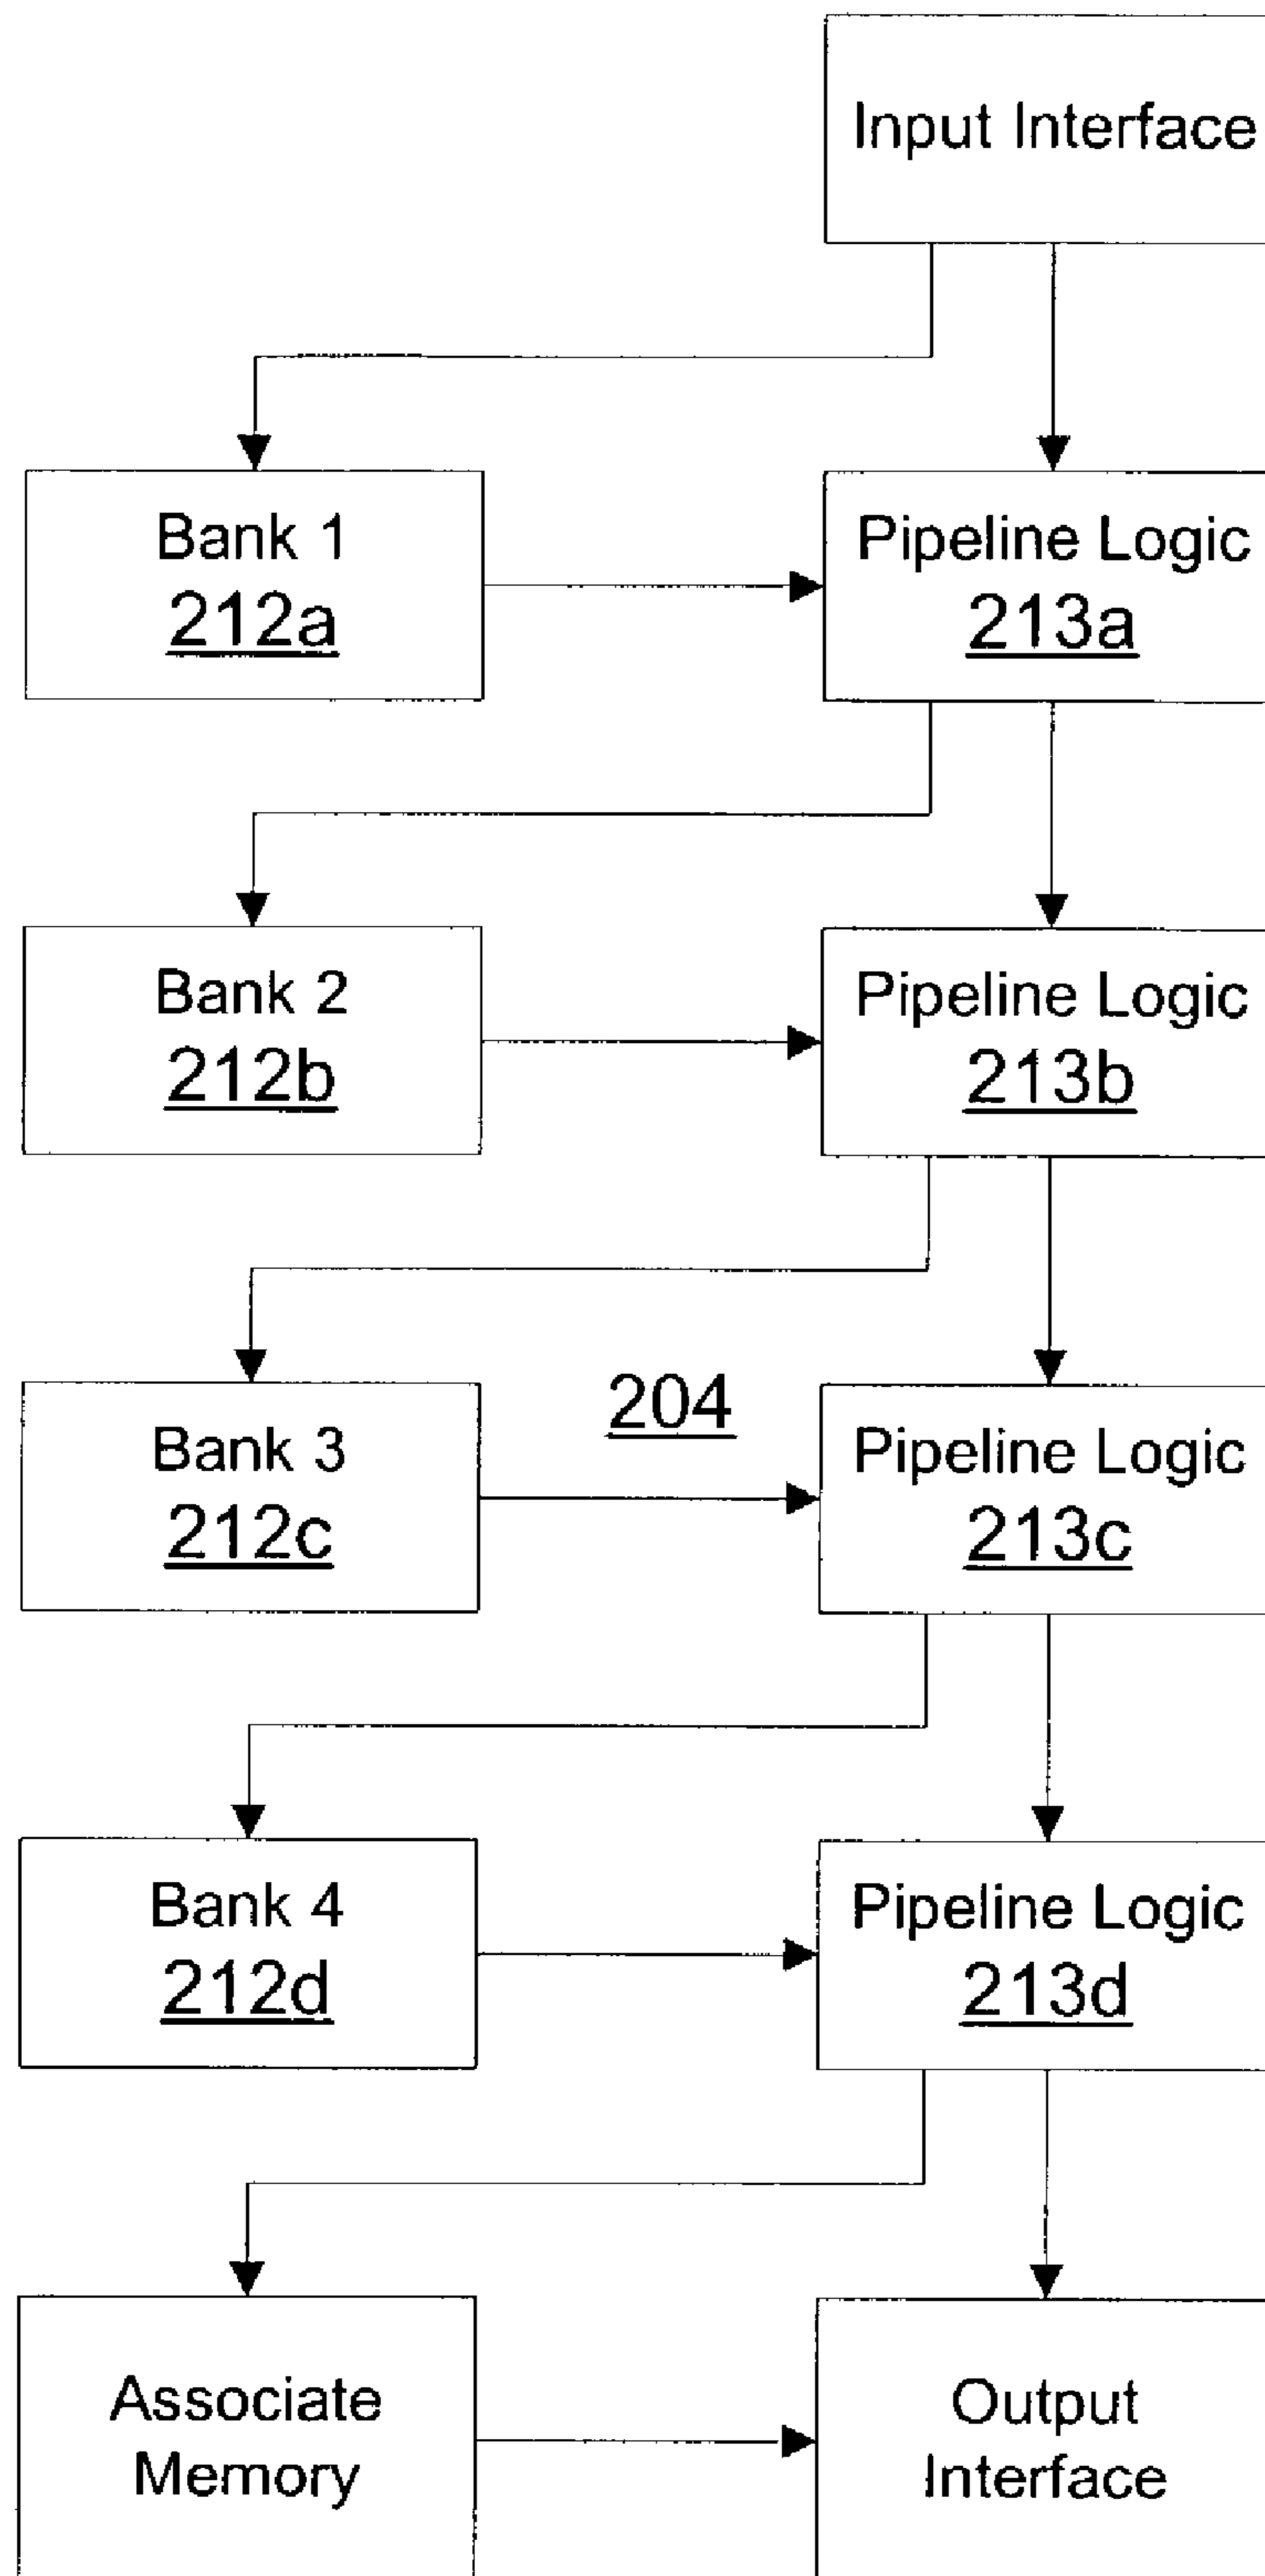 Input Interface
Bank 1
212a
Pipeline Logic
213a
Bank 2
212b
Pipeline Logic
213b
204
Bank 3
212c
Pipeline Logic
213c
Bank 4
212d
Pipeline Logic
213d
Associate
Memory
Output
Interface